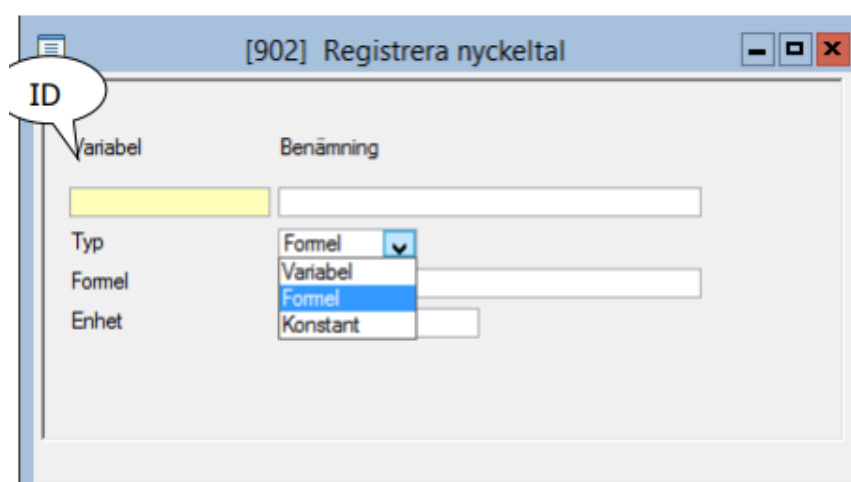 [902] Registrera nyckeltal
ID
Variabel Benämning
Typ Formel
Variabel
Formel
Formel
Enhet Konstant